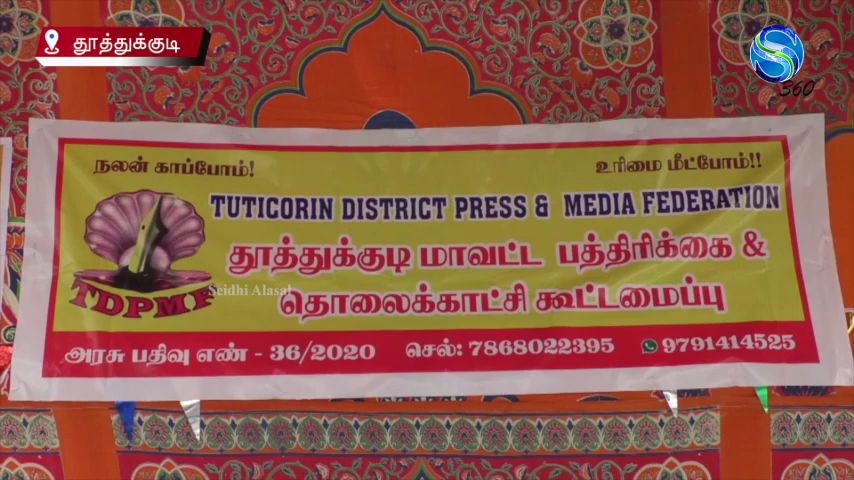 தூத்துக்குடி
S
360
நலன் காப்போம்! உரிமை மீட்போம்!!
TUTICORIN DISTRICT PRESS & MEDIA FEDERATION
தூத்துக்குடி மாவட்ட பத்திரிக்கை &
தொலைக்காட்சி கூட்டமைப்பு
TDPMF
Seidhi Alasal
அரசு பதிவு எண் - 36/2020 செல்: 7868022395 9791414525